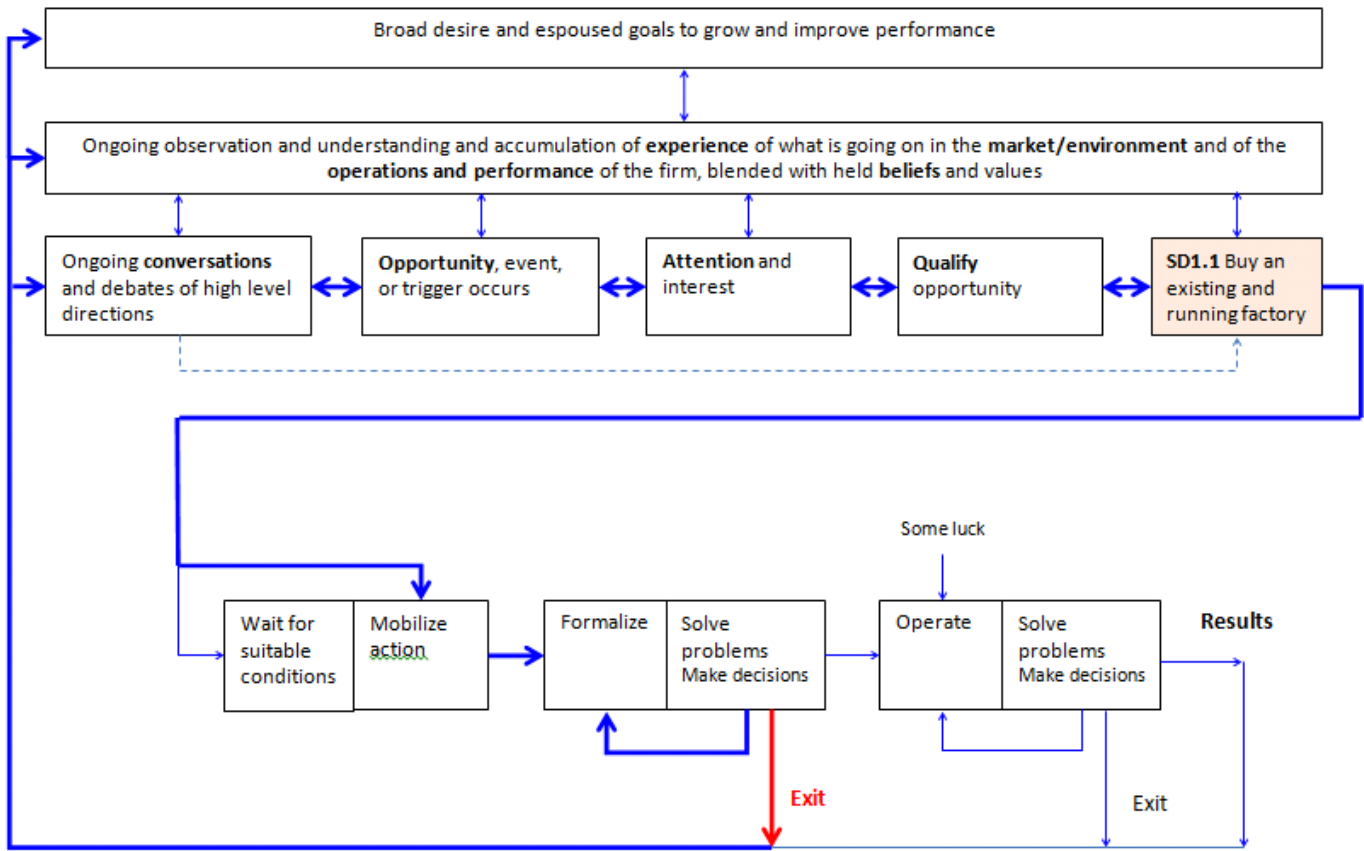 Broad desire and espoused goals to grow and improve performance
Ongoing observation and understanding and accumulation of experience of what is going on in the market/environment and of the
operations and performance of the firm, blended with held beliefs and values
Ongoing conversations
and debates of high level
directions
Opportunity, event,
or trigger occurs
Attention and
interest
Qualify
opportunity
SD1.1 Buy an
existing and
running factory
Some luck
Wait for
suitable
conditions
Mobilize
action
Formalize
Solve
problems
Make decisions
Operate
Solve
problems
Make decisions
Results
Exit
Exit